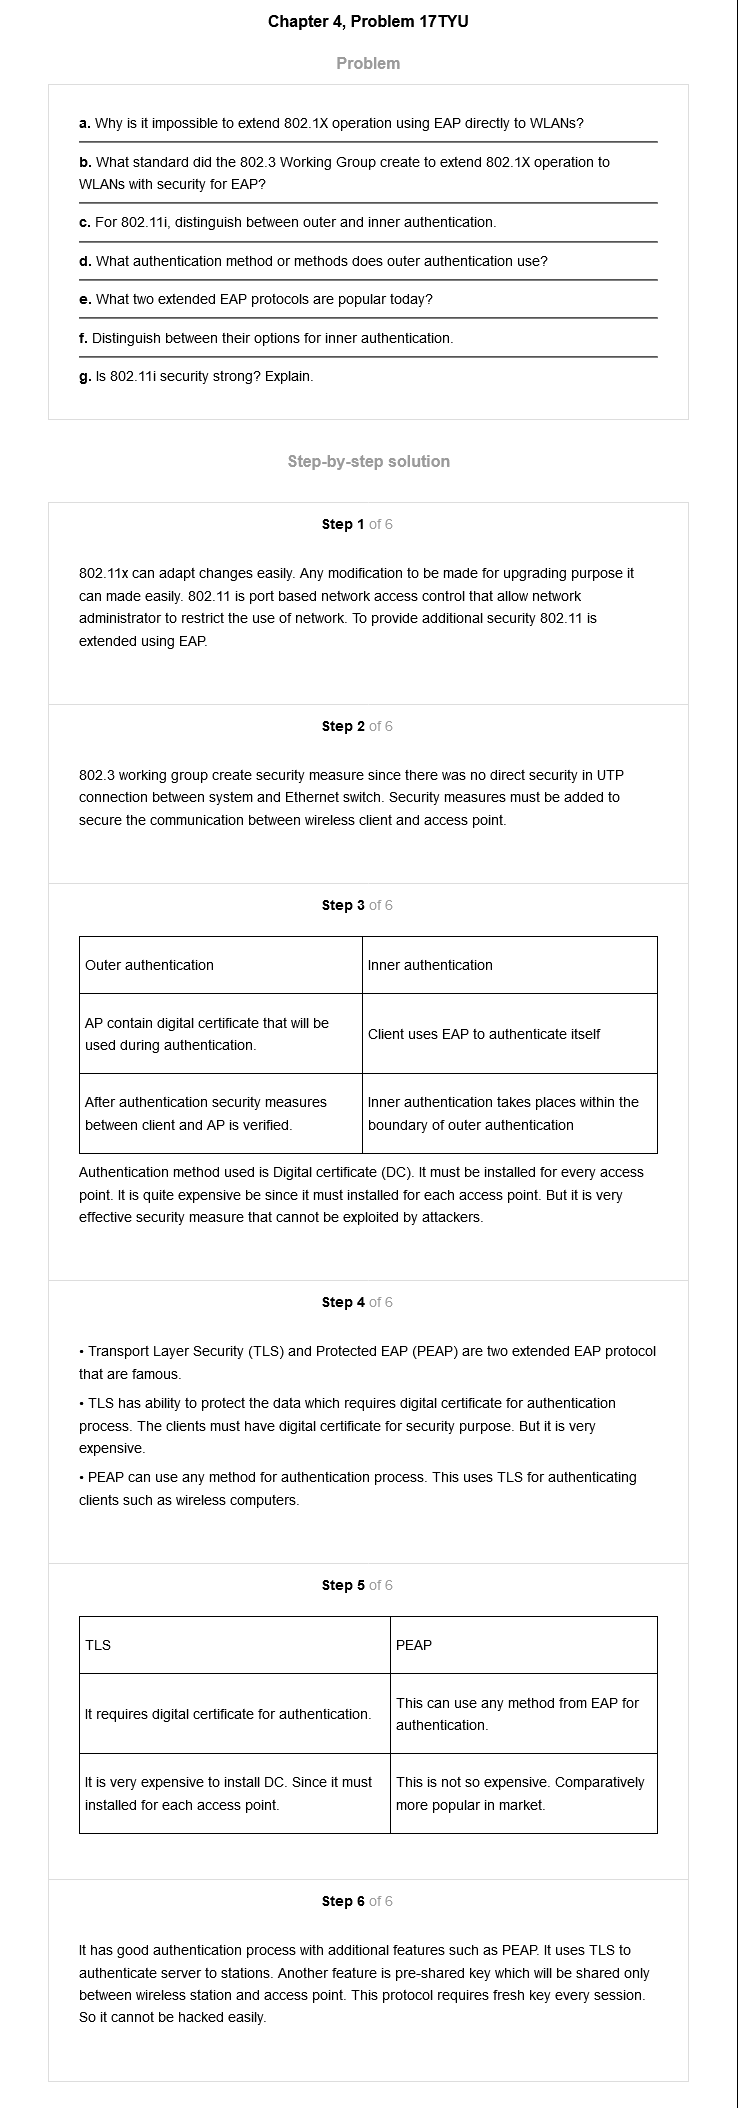 Chapter 4, Problem 17TYU
Problem
a. Why is it impossible to extend 802.1X operation using EAP directly to WLANs?
b. What standard did the 802.3 Working Group create to extend 802.1X operation to
WLANs with security for EAP?
c. For 802.11i, distinguish between outer and inner authentication.
d. What authentication method or methods does outer authentication use?
e. What two extended EAP protocols are popular today?
f. Distinguish between their options for inner authentication.
g. Is 802.11i security strong? Explain.
Step-by-step solution
Step 1 of 6
802.11x can adapt changes easily. Any modification to be made for upgrading purpose it
can made easily. 802.11 is port based network access control that allow network
administrator to restrict the use of network. To provide additional security 802.11 is
extended using EAP.
Step 2 of 6
802.3 working group create security measure since there was no direct security in UTP
connection between system and Ethernet switch. Security measures must be added to
secure the communication between wireless client and access point.
Step 3 of 6
Outer authentication
Inner authentication
AP contain digital certificate that will be
used during authentication.
Client uses EAP to authenticate itself
After authentication security measures
between client and AP is verified.
Inner authentication takes places within the
boundary of outer authentication
Authentication method used is Digital certificate (DC). It must be installed for every access
point. It is quite expensive be since it must installed for each access point. But it is very
effective security measure that cannot be exploited by attackers.
Step 4 of 6
• Transport Layer Security (TLS) and Protected EAP (PEAP) are two extended EAP protocol
that are famous.
• TLS has ability to protect the data which requires digital certificate for authentication
process. The clients must have digital certificate for security purpose. But it is very
expensive.
• PEAP can use any method for authentication process. This uses TLS for authenticating
clients such as wireless computers.
Step 5 of 6
TLS
PEAP
It requires digital certificate for authentication.
This can use any method from EAP for
authentication.
It is very expensive to install DC. Since it must
installed for each access point.
This is not so expensive. Comparatively
more popular in market.
Step 6 of 6
It has good authentication process with additional features such as PEAP. It uses TLS to
authenticate server to stations. Another feature is pre-shared key which will be shared only
between wireless station and access point. This protocol requires fresh key every session.
So it cannot be hacked easily.